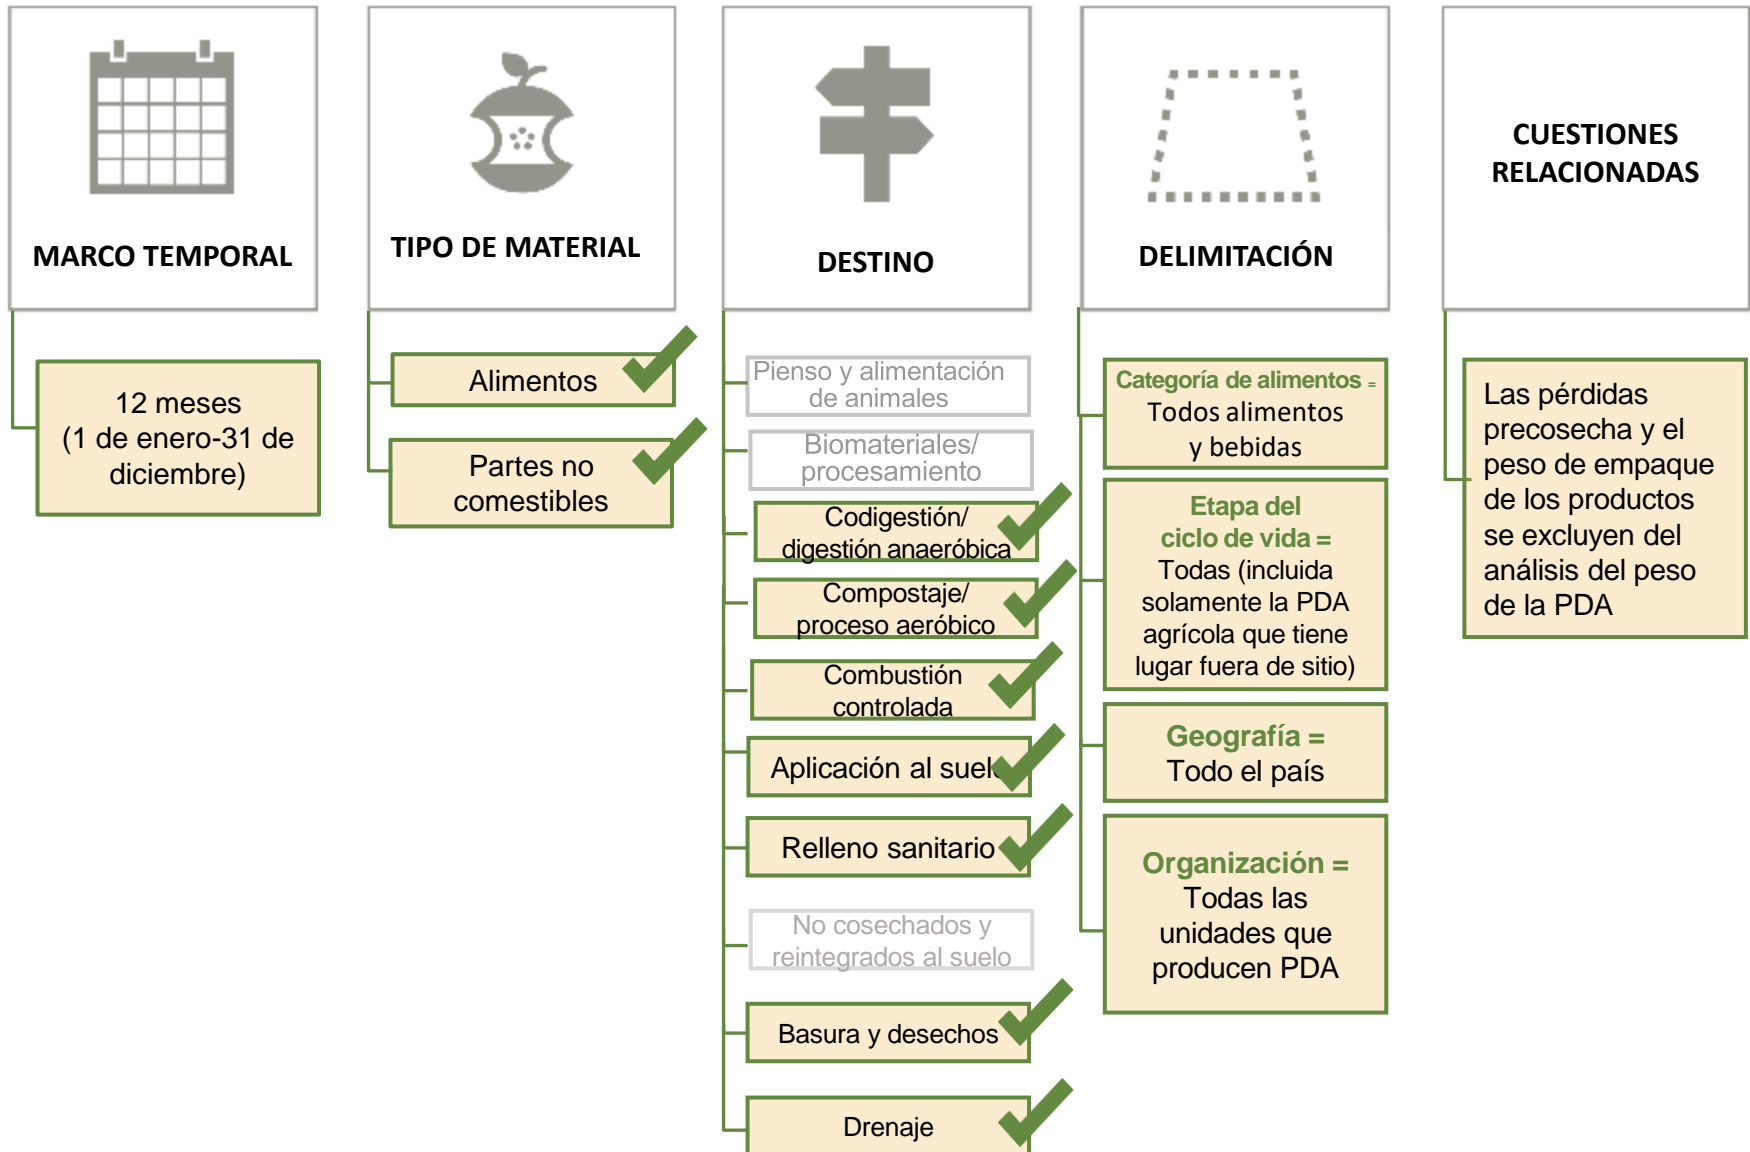 MARCO TEMPORAL
12 meses
(1 de enero-31 de
diciembre)
TIPO DE MATERIAL
Alimentos
Partes no
comestibles
DESTINO
Pienso y alimentación
de animales
Biomateriales/
procesamiento
Codigestión/
digestión anaeróbica
Compostaje/
proceso aeróbico
Combustión
controlada
Aplicación al suelo
Relleno sanitario
No cosechados y
reintegrados al suelo
Basura y desechos
Drenaje
DELIMITACIÓN
Categoría de alimentos =
Todos alimentos
y bebidas
Etapa del
ciclo de vida =
Todas (incluida
solamente la PDA
agrícola que tiene
lugar fuera de sitio)
Geografía =
Todo el país
Organización =
Todas las
unidades que
producen PDA
CUESTIONES
RELACIONADAS
Las pérdidas
precosecha y el
peso de empaque
de los productos
se excluyen del
análisis del peso
de la PDA